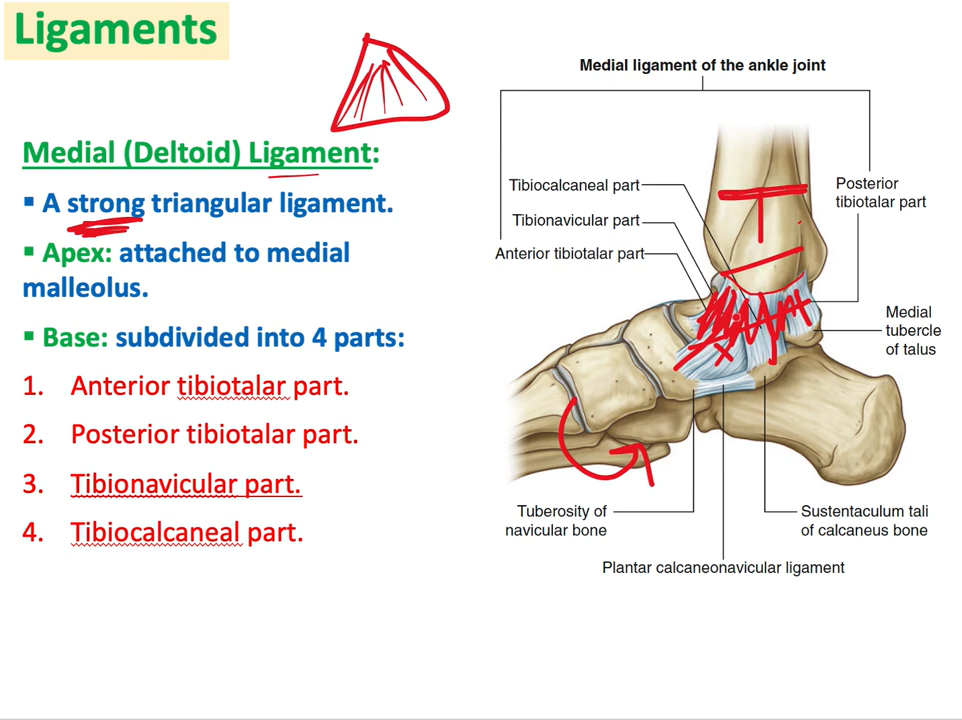 Ligaments
Medial (Deltoid) Ligament:
▪ A strong triangular ligament.
▪ Apex: attached to medial
malleolus.
▪ Base: subdivided into 4 parts:
1. Anterior tibiotalar part.
2. Posterior tibiotalar part.
3. Tibionavicular part.
4. Tibiocalcaneal part.
Medial ligament of the ankle joint
Tibiocalcaneal part
Tibionavicular part
Anterior tibiotalar part
Posterior
tibiotalar part
T
Medial
tubercle
of talus
Tuberosity of
navicular bone
Sustentaculum tali
of calcaneus bone
Plantar calcaneonavicular ligament